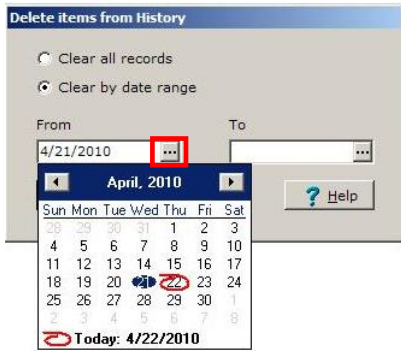 Delete items from History
Clear all records
Clear by date range
From To
4/21/2010 ... ...
April, 2010
Help
Sun Mon Tue Wed Thu Fri Sat
28 29 30 31 1 2 3
4 5 6 7 8 9 10
11 12 13 14 15 16 17
18 19 20 21 22 23 24
25 26 27 28 29 30 1
2 3 4 5 6 7 8
Today: 4/22/2010